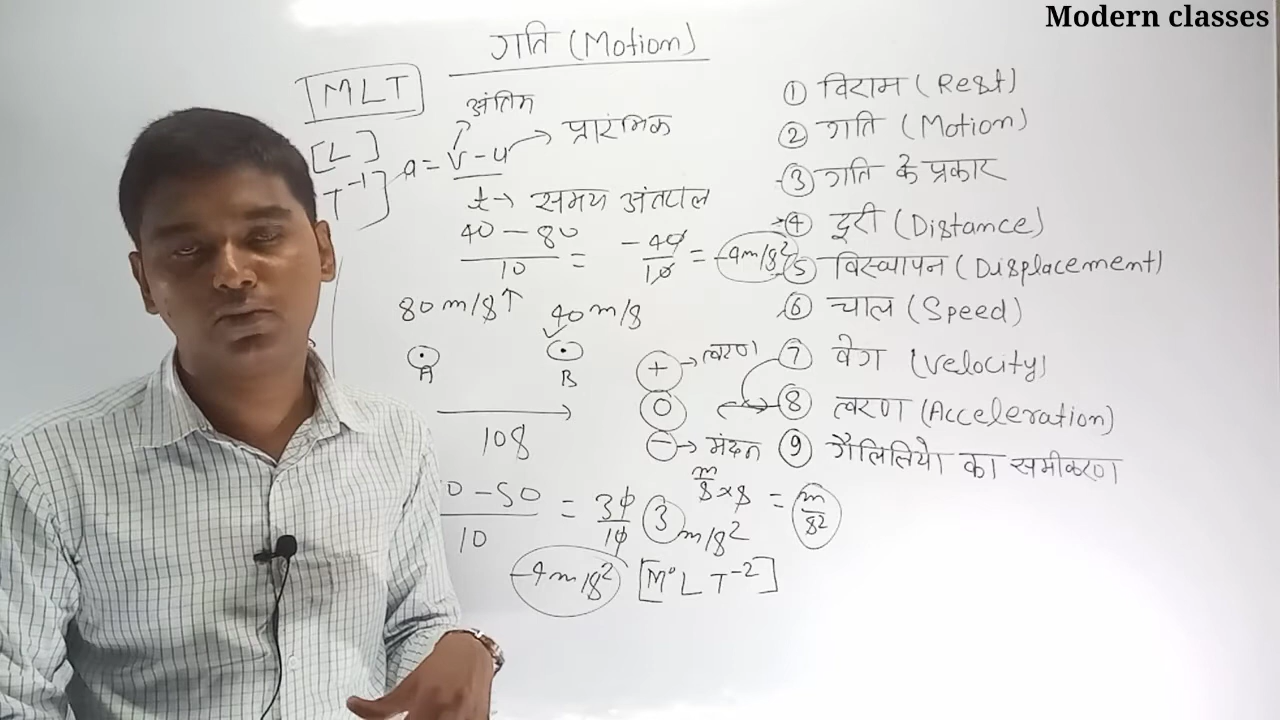 Modern classes
गति (Motion)
MLT
[L ]
T⁻¹]
अंतिम
a = v - u → प्रारंभिक
t → समय अंतराल
40 - 80
10
=
-40
10
= -4m/s²
80 m/s↑
40 m/s
A
B
10s
+ → त्वरण
0
- → मंदन
0 - 50
10
= 30
10
3 m/s²
m
s × s
= m
s²
-4m/s²
[M°LT⁻²]
① विराम (Rest)
② गति (Motion)
③ गति के प्रकार
④ दूरी (Distance)
⑤ विस्थापन (Displacement)
⑥ चाल (Speed)
⑦ वेग (Velocity)
⑧ त्वरण (Acceleration)
⑨ गैलिलियो का समीकरण